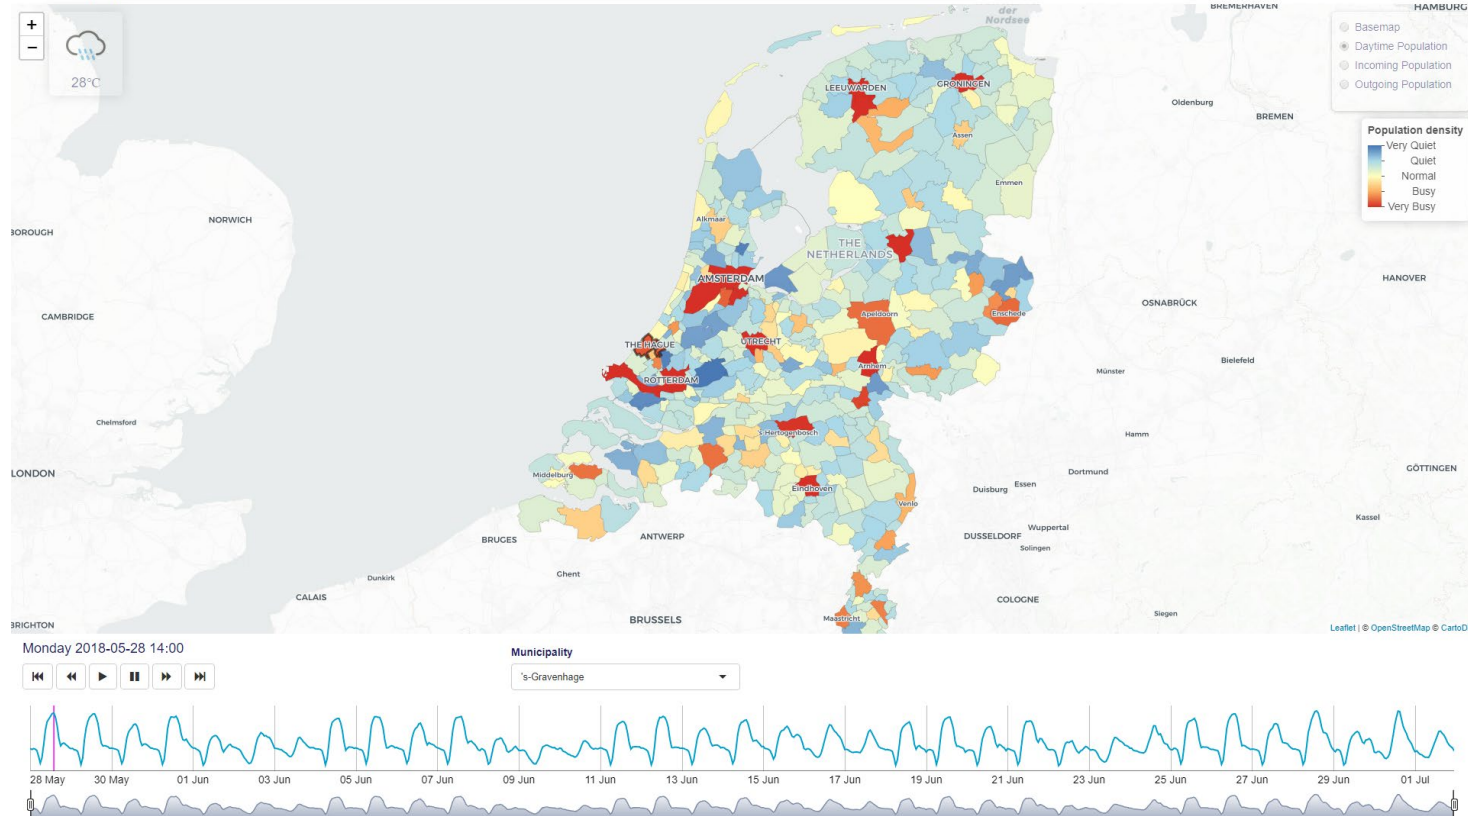 der
Nordsee
BREMERHAVEN
HAMBURG
+
−
28°C
Basemap
Daytime Population
Incoming Population
Outgoing Population
LEEUWARDEN
GRONINGEN
Oldenburg
BREMEN
Assen
Population density
Very Quiet
Quiet
Normal
Busy
Very Busy
Emmen
NORWICH
Alkmaar
BOROUGH
THE
NETHERLANDS
AMSTERDAM
HANOVER
OSNABRÜCK
CAMBRIDGE
Apeldoorn
Enschede
THE HAGUE
UTRECHT
Bielefeld
Arnhem
Münster
ROTTERDAM
Chelmsford
's-Hertogenbosch
Hamm
LONDON
Middelburg
Dortmund
GÖTTINGEN
Eindhoven
Duisburg
Essen
Venlo
Kassel
Wuppertal
BRUGES
ANTWERP
DUSSELDORF
Solingen
Ghent
Dunkirk
CALAIS
COLOGNE
Siegen
BRUSSELS
Maastricht
BRIGHTON
Leaflet | © OpenStreetMap © CartoD
Monday 2018-05-28 14:00
Municipality
's-Gravenhage
28 May 30 May 01 Jun 03 Jun 05 Jun 07 Jun 09 Jun 11 Jun 13 Jun 15 Jun 17 Jun 19 Jun 21 Jun 23 Jun 25 Jun 27 Jun 29 Jun 01 Jul